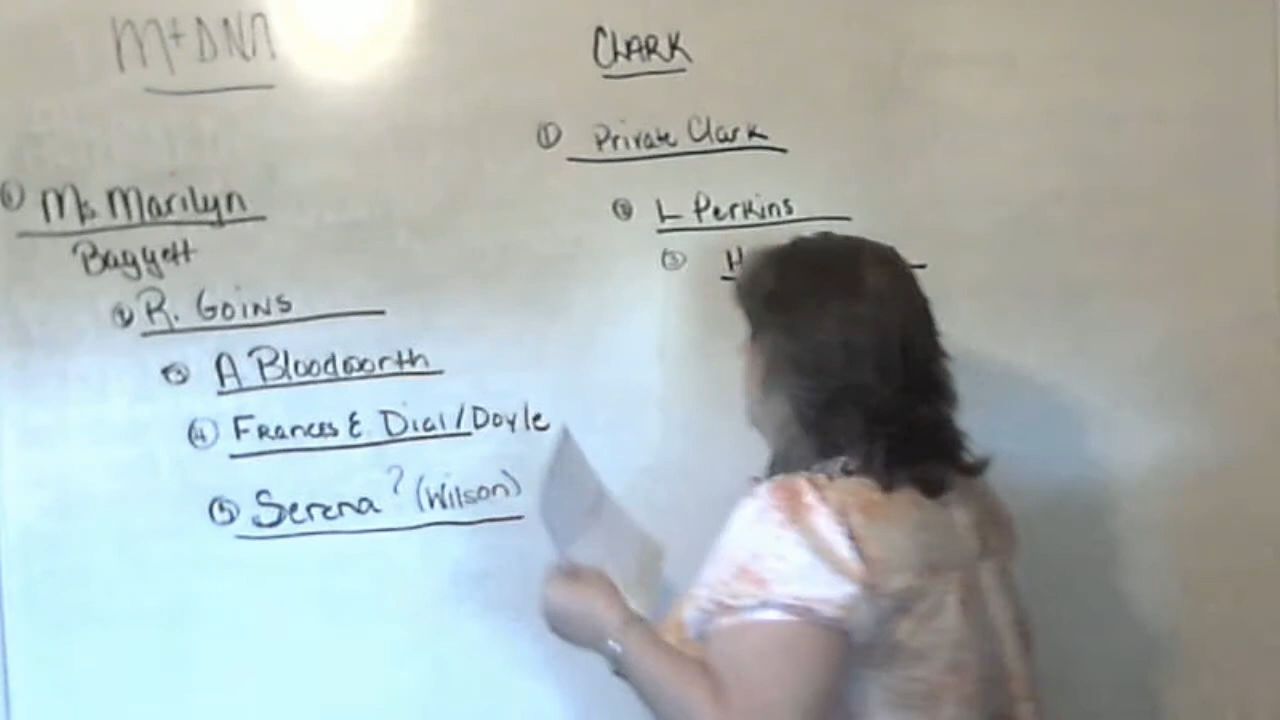 MtDNA
① Ms. Marilyn
Baggett
② R. GOINS
③ A Bloodworth
④ FRANCES E Dial/Doyle
⑤ Serena? (Wilson)
CLARK
① Private Clark
② L Perkins
③ H